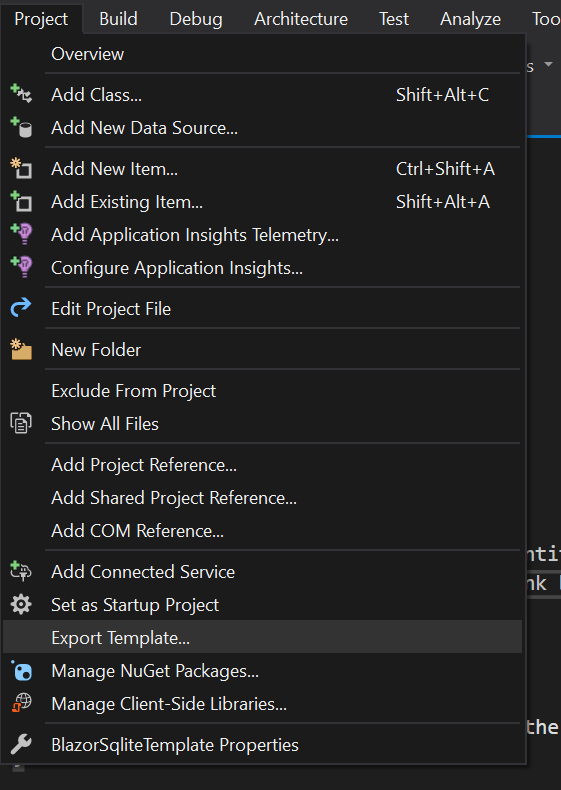 Project Build Debug Architecture Test Analyze Too
Overview
s
Add Class... Shift+Alt+C
Add New Data Source...
Add New Item... Ctrl+Shift+A
Add Existing Item... Shift+Alt+A
Add Application Insights Telemetry...
Configure Application Insights...
Edit Project File
New Folder
Exclude From Project
Show All Files
Add Project Reference...
Add Shared Project Reference...
Add COM Reference...
ntit
Add Connected Service
nk
Set as Startup Project
Export Template...
Manage NuGet Packages...
Manage Client-Side Libraries...
the
BlazorSqliteTemplate Properties